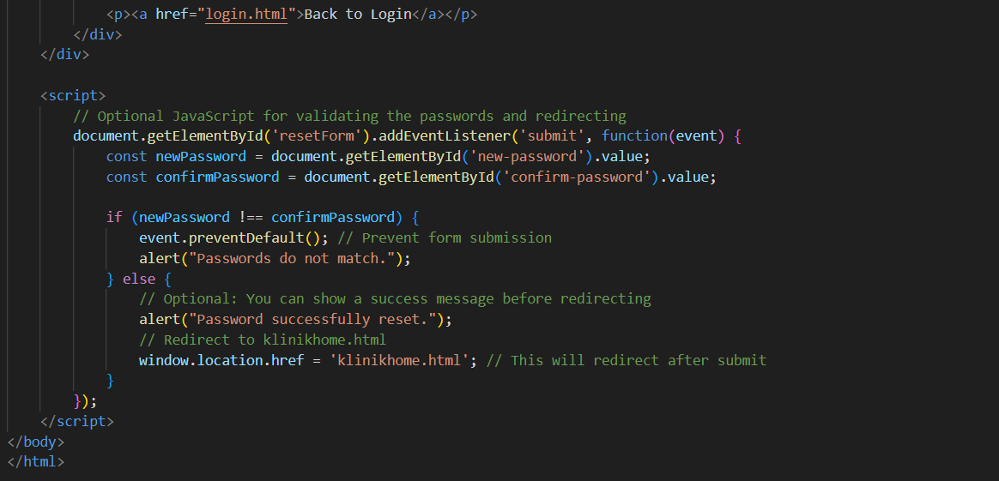 <p><a href="login.html">Back to Login</a></p>
</div>
</div>
<script>
// Optional JavaScript for validating the passwords and redirecting
document.getElementById('resetForm').addEventListener('submit', function(event) {
const newPassword = document.getElementById('new-password').value;
const confirmPassword = document.getElementById('confirm-password').value;
if (newPassword !== confirmPassword) {
event.preventDefault(); // Prevent form submission
alert("Passwords do not match.");
} else {
// Optional: You can show a success message before redirecting
alert("Password successfully reset.");
// Redirect to klinikhome.html
window.location.href = 'klinikhome.html'; // This will redirect after submit
}
});
</script>
</body>
</html>